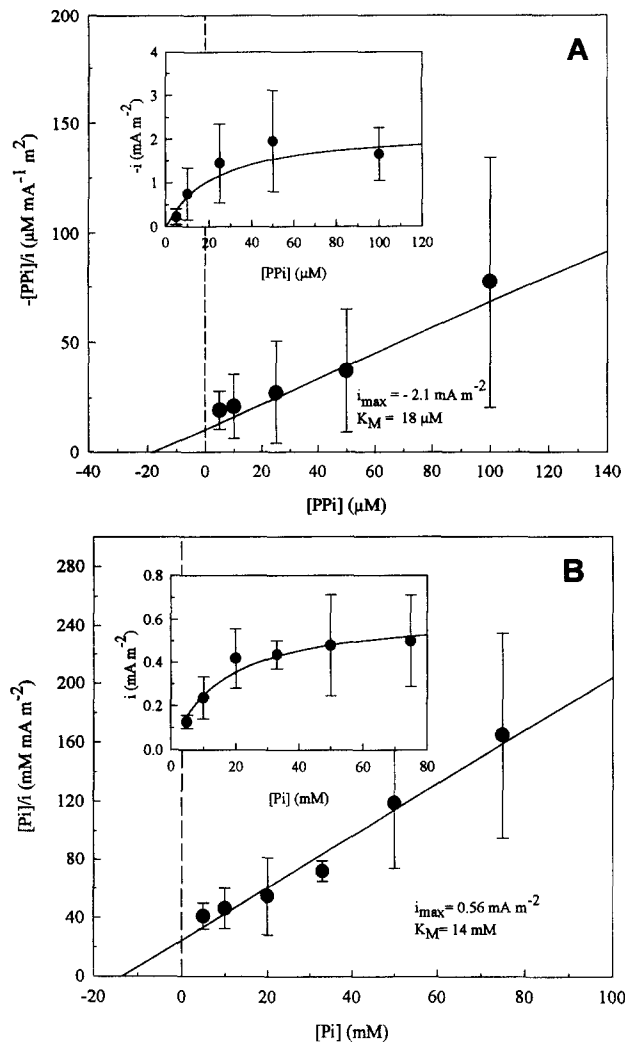 A
200
150
100
50
0
-[PPi]/i (µM mA⁻¹ m²)
-40 -20 0 20 40 60 80 100 120 140
[PPi] (µM)
4
3
2
1
0
-i (mA m⁻²)
0 20 40 60 80 100 120
[PPi] (µM)
i_max = - 2.1 mA m⁻²
K_M = 18 µM
B
280
240
200
160
120
80
40
0
[Pi]/i (mM mA m⁻²)
-20 0 20 40 60 80 100
[Pi] (mM)
0.8
0.6
0.4
0.2
0.0
i (mA m⁻²)
0 20 40 60 80
[Pi] (mM)
i_max = 0.56 mA m⁻²
K_M = 14 mM